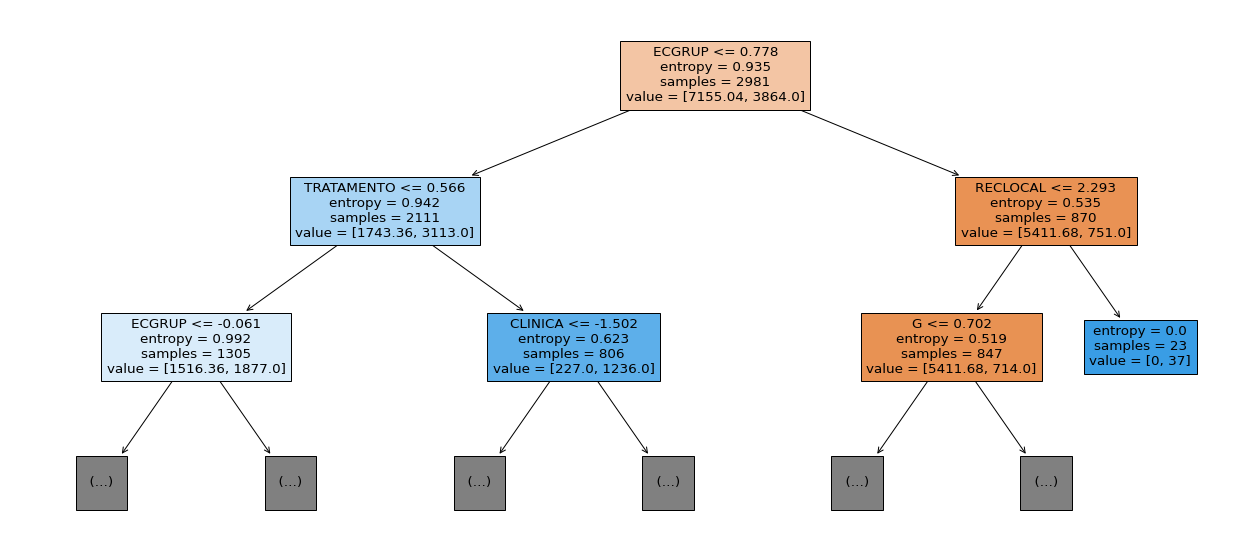 ECGRUP <= 0.778
entropy = 0.935
samples = 2981
value = [7155.04, 3864.0]
TRATAMENTO <= 0.566
entropy = 0.942
samples = 2111
value = [1743.36, 3113.0]
RECLOCAL <= 2.293
entropy = 0.535
samples = 870
value = [5411.68, 751.0]
ECGRUP <= -0.061
entropy = 0.992
samples = 1305
value = [1516.36, 1877.0]
CLINICA <= -1.502
entropy = 0.623
samples = 806
value = [227.0, 1236.0]
G <= 0.702
entropy = 0.519
samples = 847
value = [5411.68, 714.0]
entropy = 0.0
samples = 23
value = [0, 37]
(...)
(...)
(...)
(...)
(...)
(...)